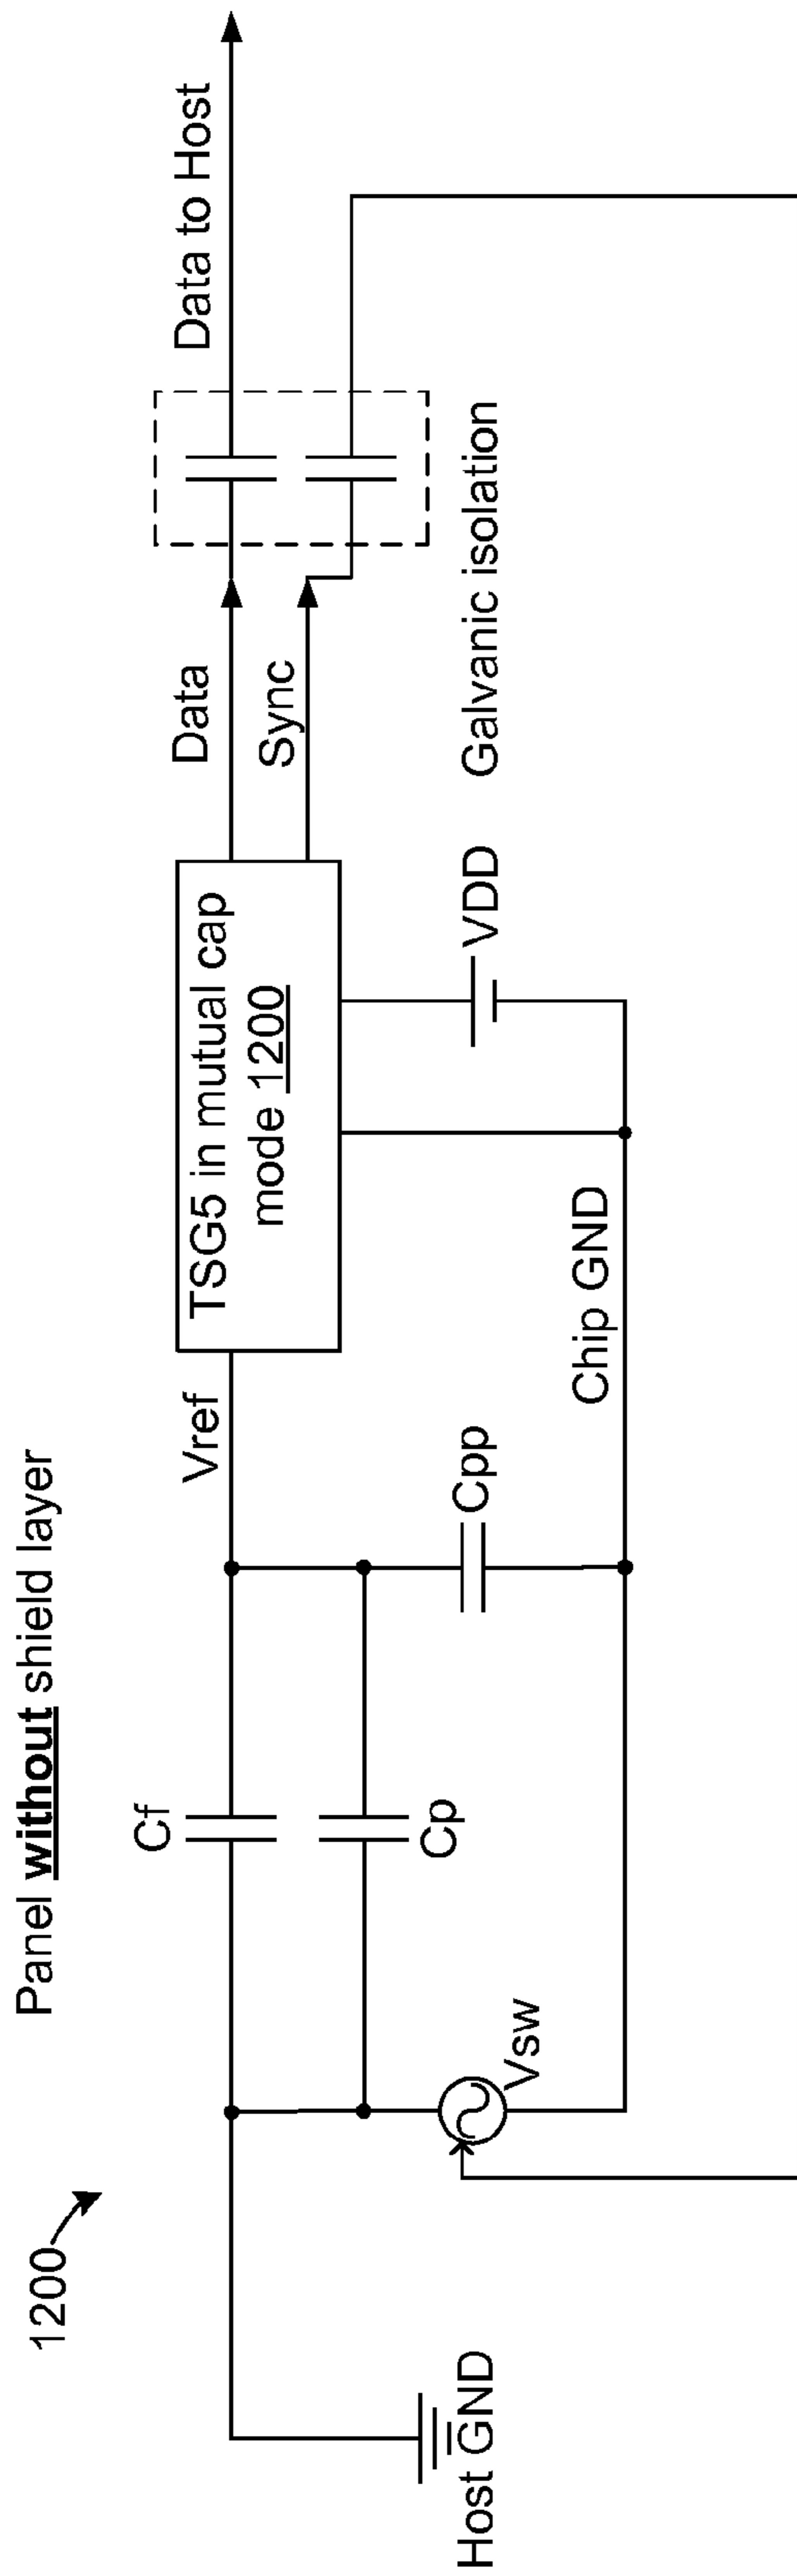 1200
Panel without shield layer
Cf
Cp
Vsw
Host GND
Vref
Cpp
Chip GND
TSG5 in mutual cap
mode 1200
VDD
Data
Sync
Galvanic isolation
Data to Host